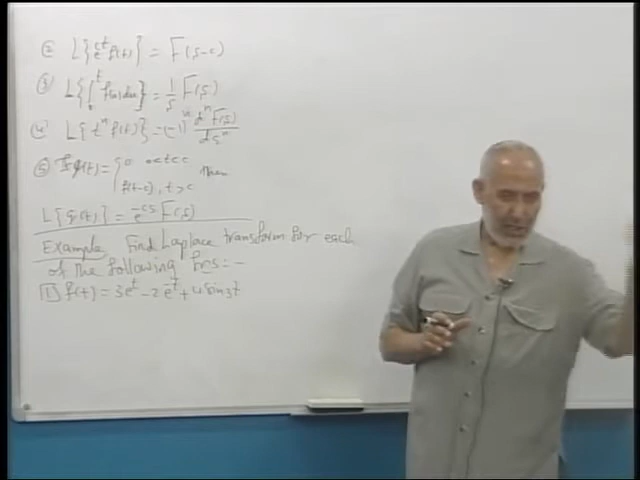 ② L{e^{ct} f(t)} = F(s-c)
③ L{∫_0^t f(u)du} = 1/s F(s)
④ L{t^n f(t)} = (-1)^n d^n F(s)/ds^n
⑤ If g(t) = { 0 0<t<c
f(t-c), t>c then
L{g(t)} = e^{-cs} F(s)
Example Find Laplace transform for each
of the following fns:-
1 f(t) = 3e^t - 2e^{-t} + 4 sin 3t